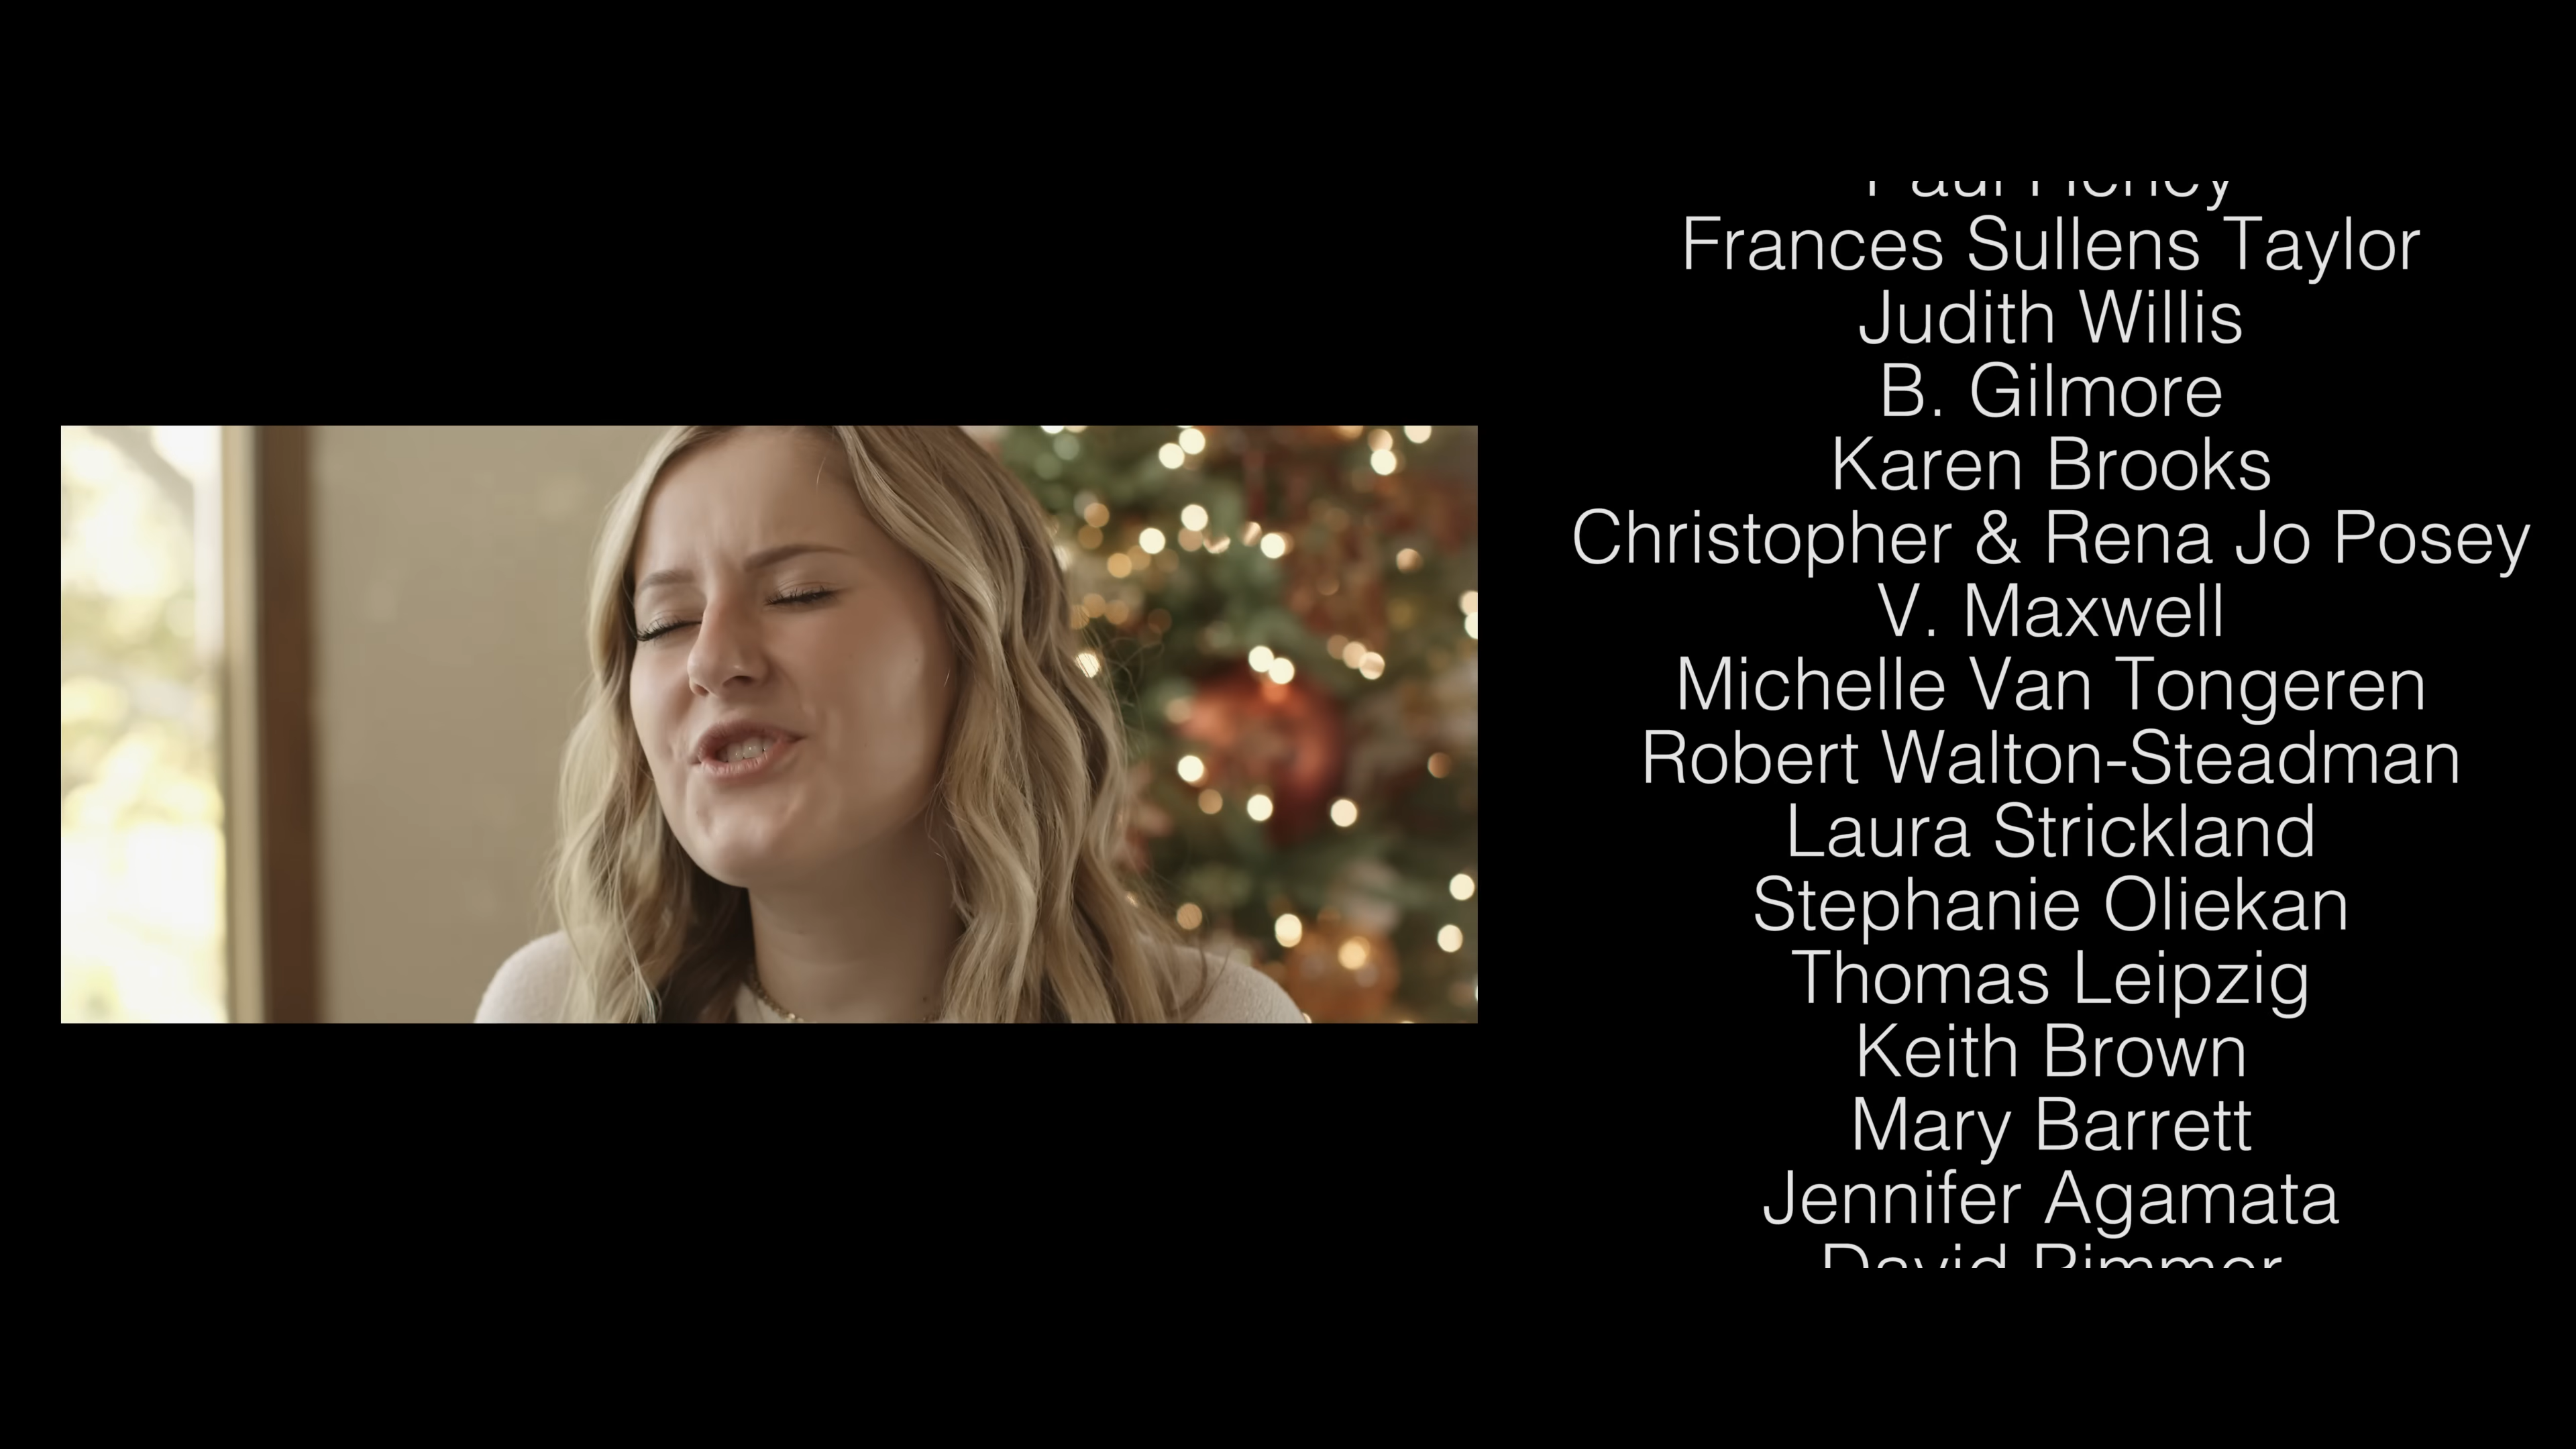 Frances Sullens Taylor
Judith Willis
B. Gilmore
Karen Brooks
Christopher & Rena Jo Posey
V. Maxwell
Michelle Van Tongeren
Robert Walton-Steadman
Laura Strickland
Stephanie Oliekan
Thomas Leipzig
Keith Brown
Mary Barrett
Jennifer Agamata
David